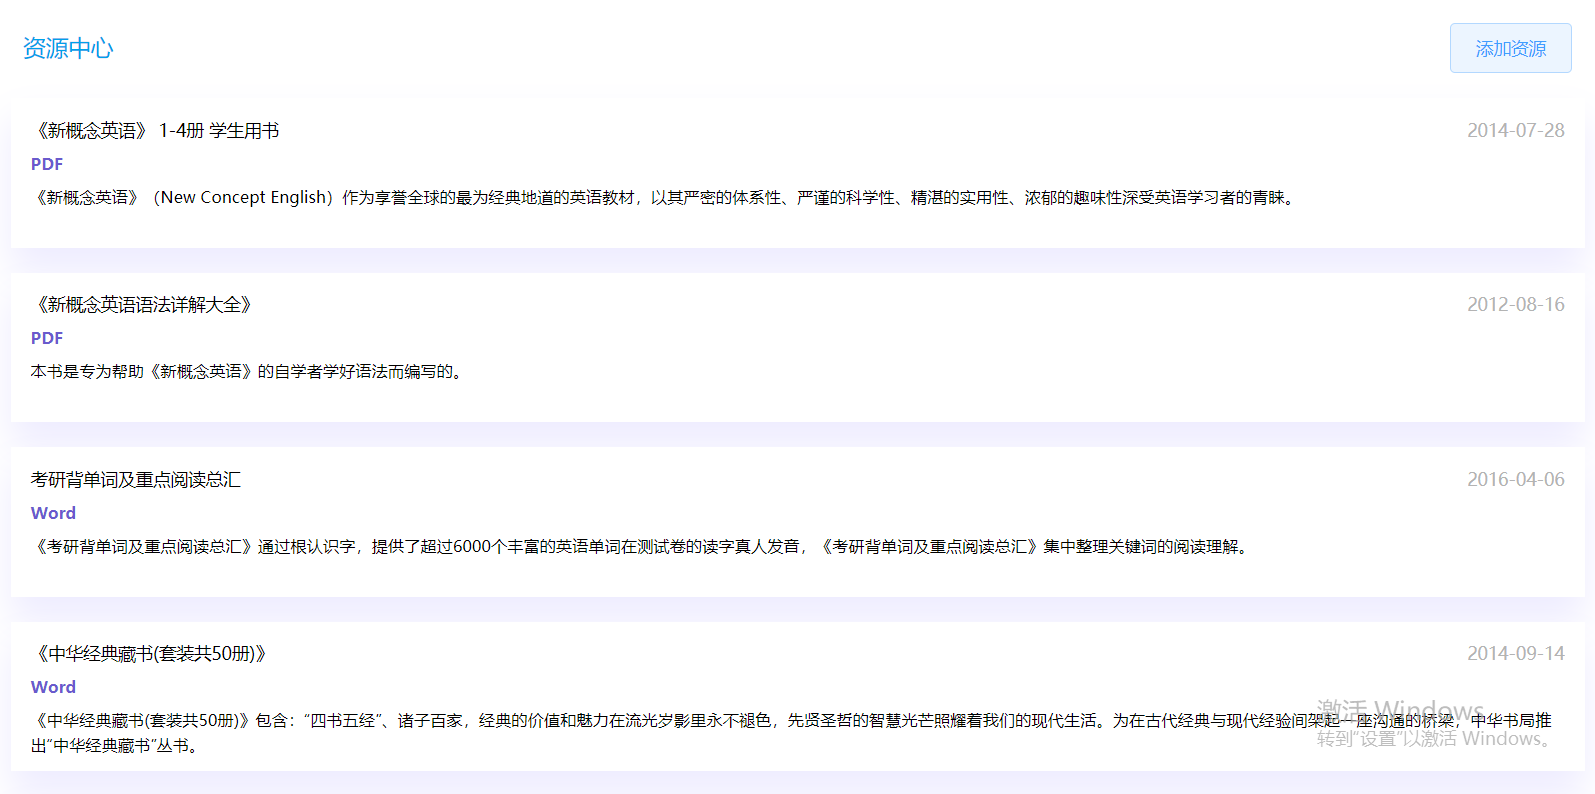 资源中心
添加资源
《新概念英语》 1-4册 学生用书
2014-07-28
PDF
《新概念英语》（New Concept English）作为享誉全球的最为经典地道的英语教材，以其严密的体系性、严谨的科学性、精湛的实用性、浓郁的趣味性深受英语学习者的青睐。
《新概念英语语法详解大全》
2012-08-16
PDF
本书是专为帮助《新概念英语》的自学者学好语法而编写的。
考研背单词及重点阅读总汇
2016-04-06
Word
《考研背单词及重点阅读总汇》通过根认识字，提供了超过6000个丰富的英语单词在测试卷的读字真人发音，《考研背单词及重点阅读总汇》集中整理关键词的阅读理解。
《中华经典藏书(套装共50册)》
2014-09-14
Word
《中华经典藏书(套装共50册)》包含：“四书五经”、诸子百家，经典的价值和魅力在流光岁影里永不褪色，先贤圣哲的智慧光芒照耀着我们的现代生活。为在古代经典与现代经验间架起一座沟通的桥梁，中华书局推
出“中华经典藏书”丛书。
激活 Windows
转到“设置”以激活 Windows。